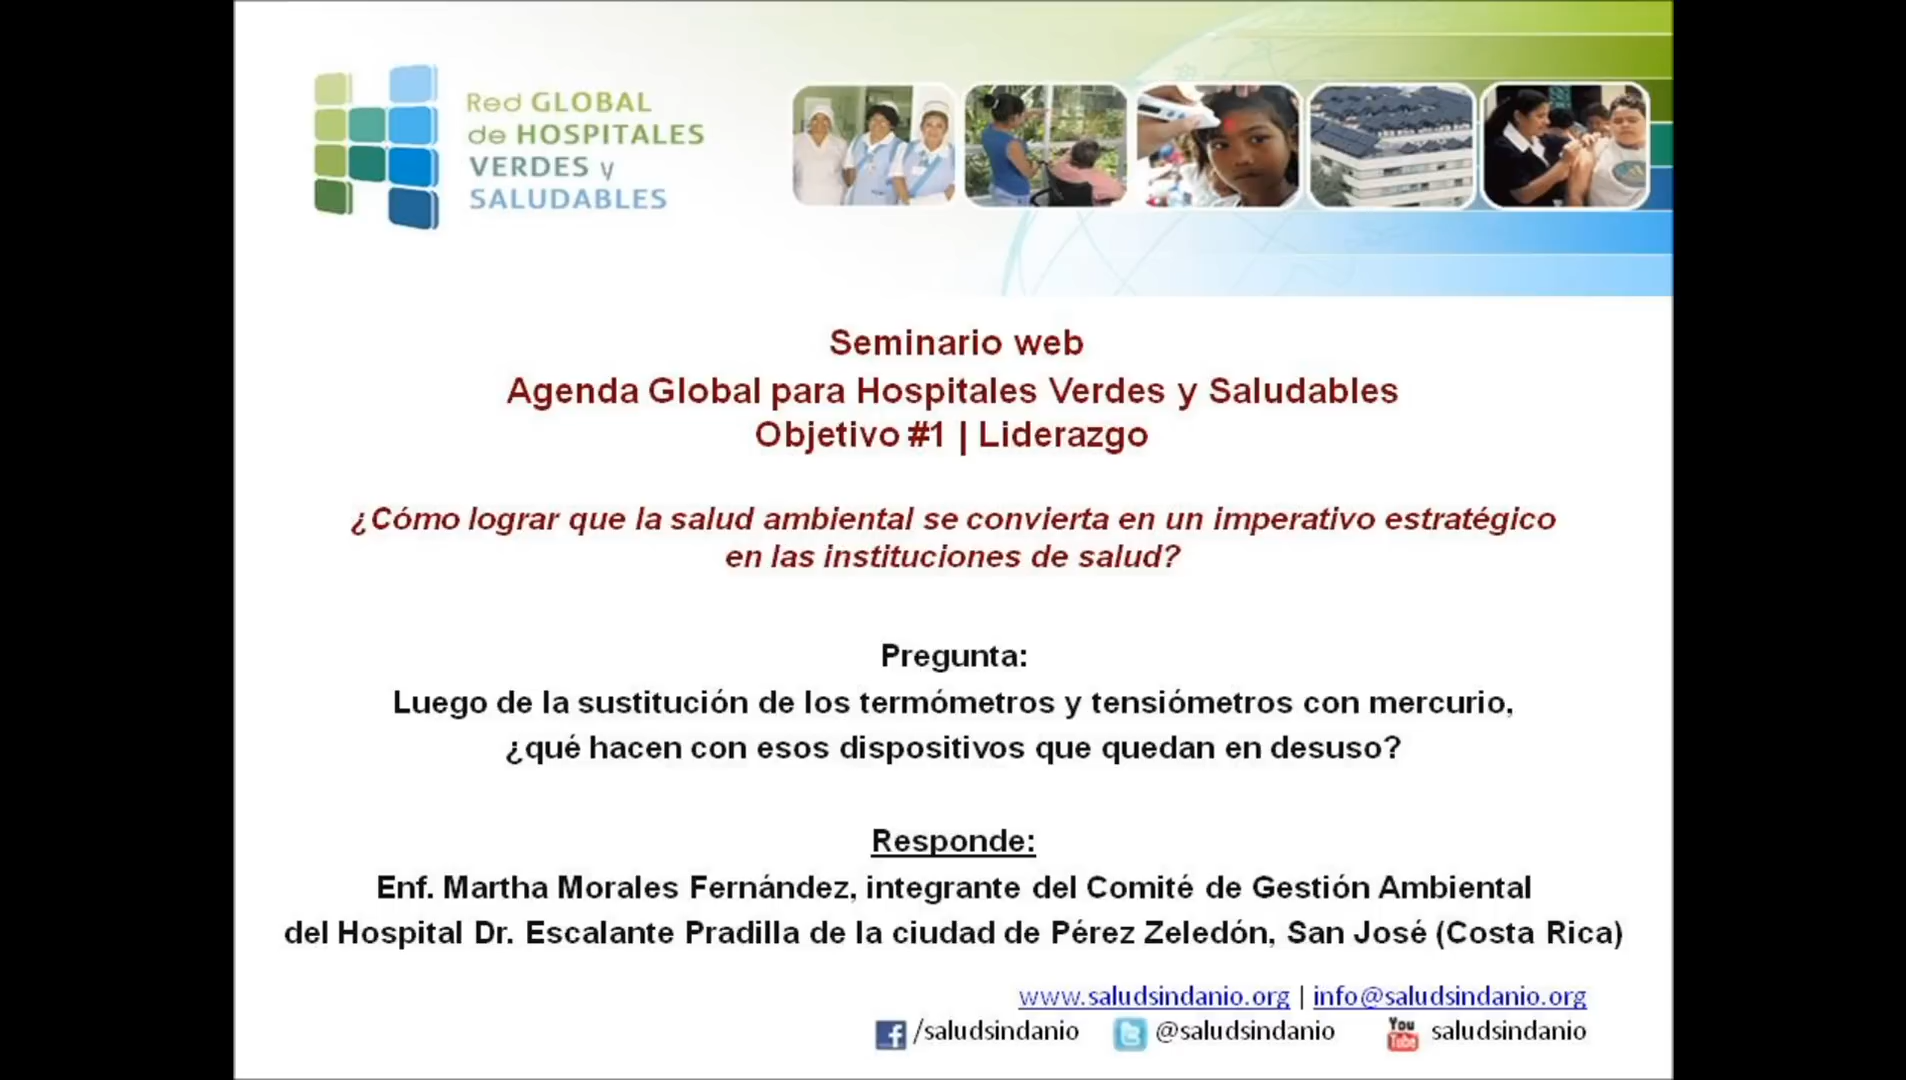 Red GLOBAL
de HOSPITALES
VERDES y
SALUDABLES
Seminario web
Agenda Global para Hospitales Verdes y Saludables
Objetivo #1 | Liderazgo
¿Cómo lograr que la salud ambiental se convierta en un imperativo estratégico
en las instituciones de salud?
Pregunta:
Luego de la sustitución de los termómetros y tensiómetros con mercurio,
¿qué hacen con esos dispositivos que quedan en desuso?
Responde:
Enf. Martha Morales Fernández, integrante del Comité de Gestión Ambiental
del Hospital Dr. Escalante Pradilla de la ciudad de Pérez Zeledón, San José (Costa Rica)
www.saludsindanio.org | info@saludsindanio.org
f /saludsindanio @saludsindanio You Tube saludsindanio